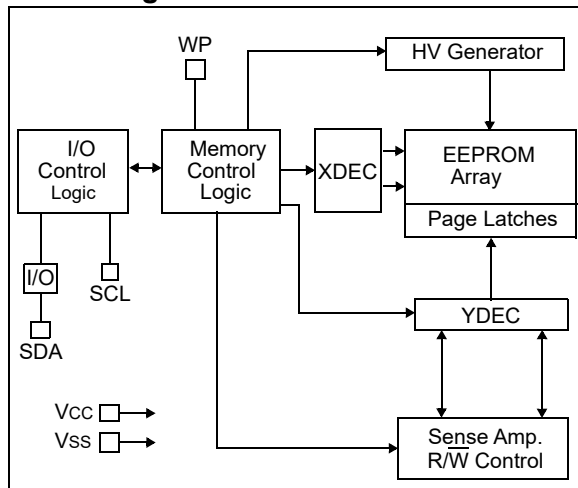 WP
HV Generator
I/O
Control
Logic
Memory
Control
Logic
XDEC
EEPROM
Array
Page Latches
I/O
SCL
SDA
YDEC
VCC
VSS
Sense Amp.
R/W̅ Control